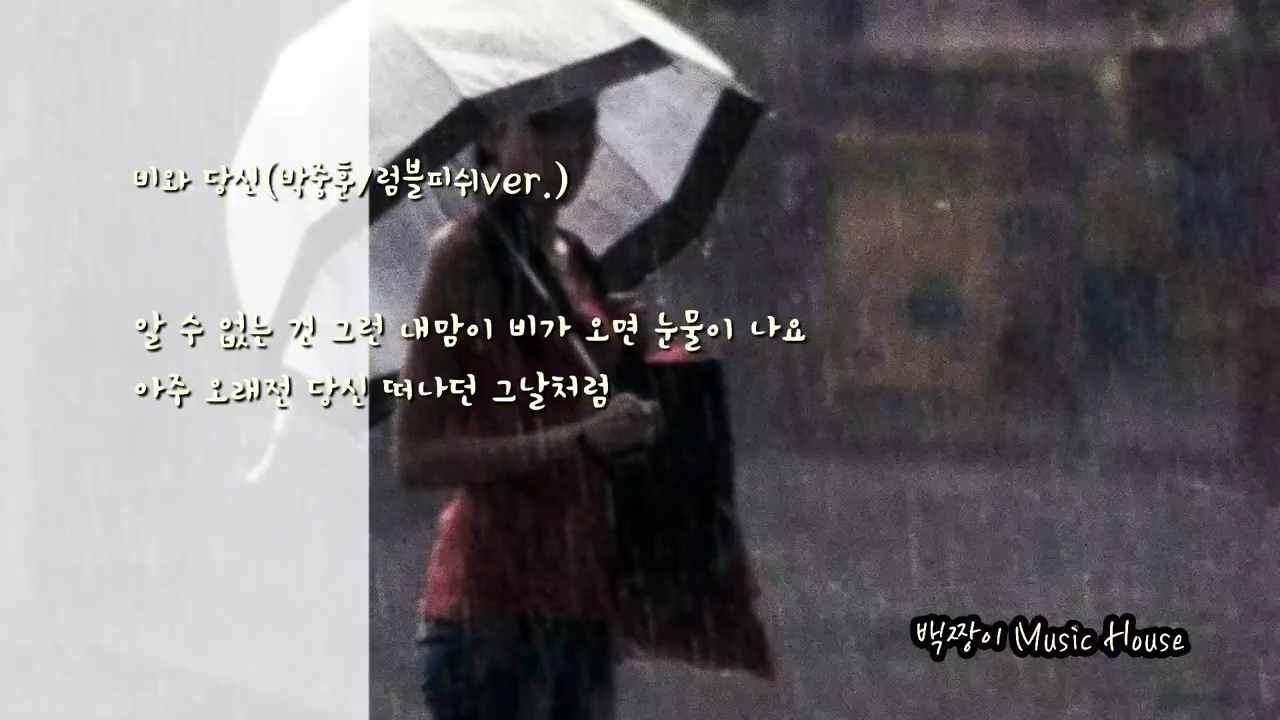 비와 당신(박중훈/럼블피쉬ver.)
알 수 없는 건 그런 내맘이 비가 오면 눈물이 나요
아주 오래전 당신 떠나던 그날처럼
백짱이 Music House